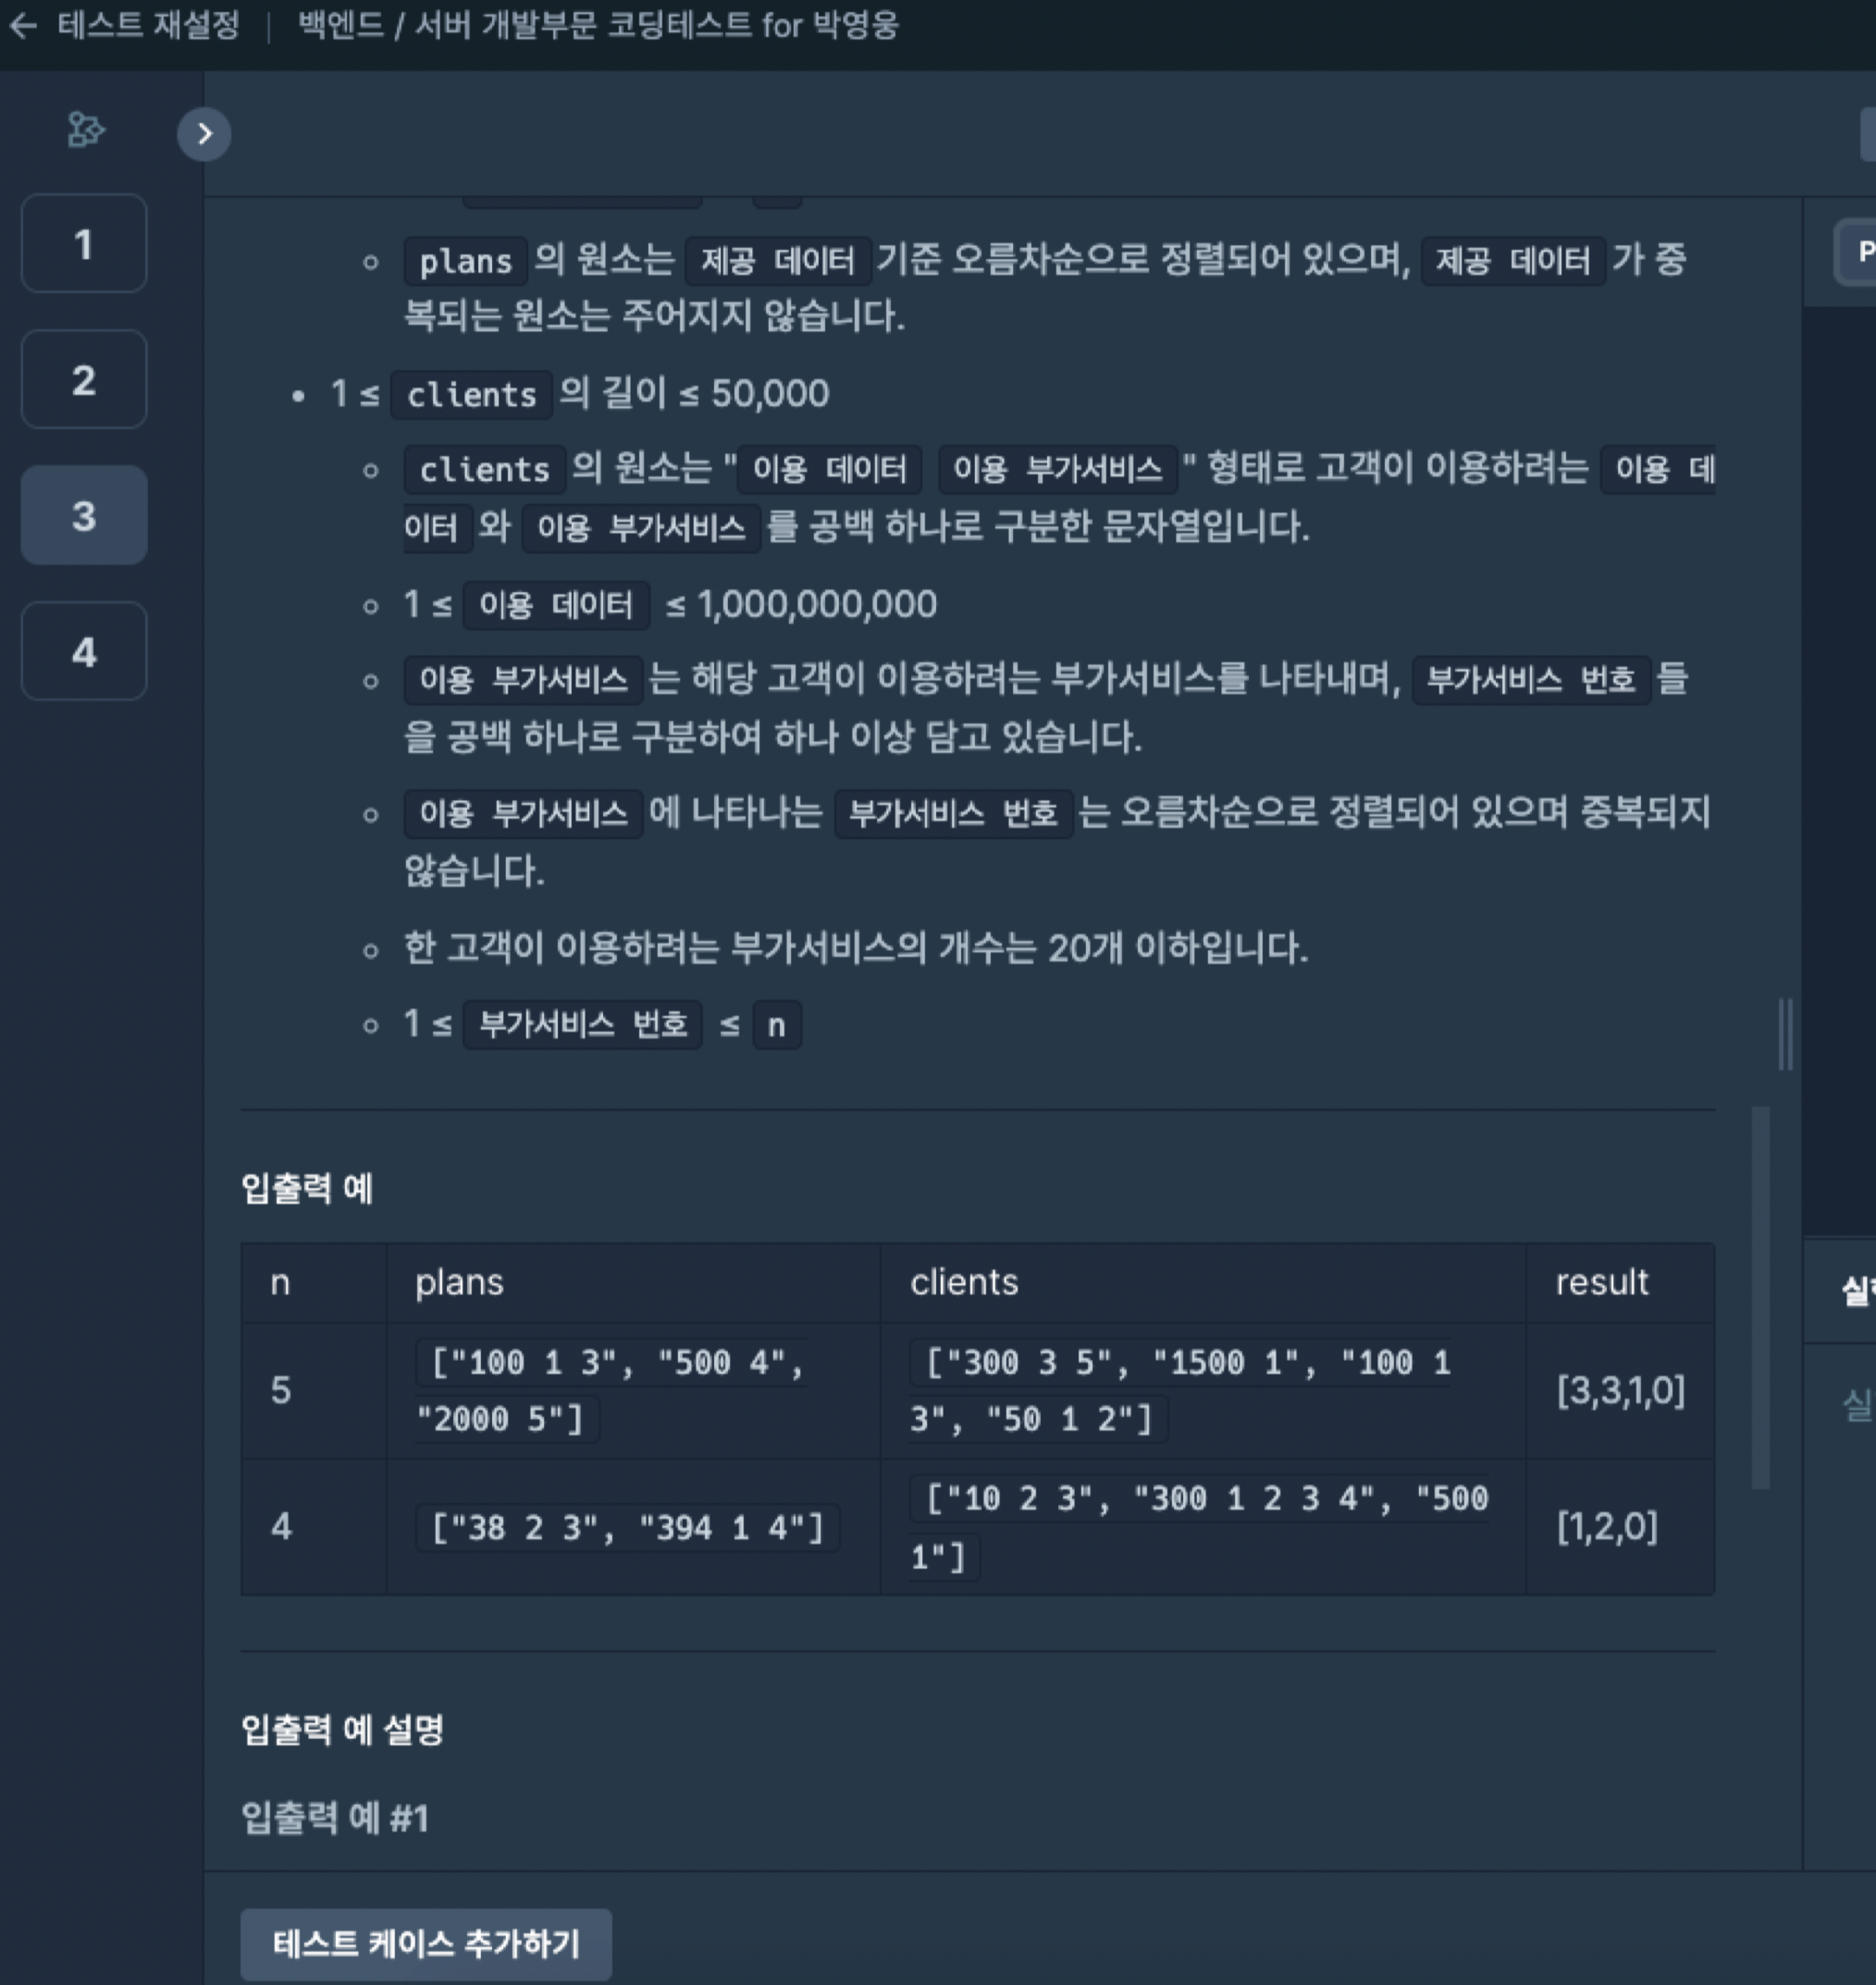 ← 테스트 재설정 | 백엔드 / 서버 개발부문 코딩테스트 for 박영웅
1
2
3
4
plans 의 원소는 제공 데이터 기준 오름차순으로 정렬되어 있으며, 제공 데이터 가 중
복되는 원소는 주어지지 않습니다.
1 ≤ clients 의 길이 ≤ 50,000
clients 의 원소는 "이용 데이터 이용 부가서비스" 형태로 고객이 이용하려는 이용 데
이터 와 이용 부가서비스 를 공백 하나로 구분한 문자열입니다.
1 ≤ 이용 데이터 ≤ 1,000,000,000
이용 부가서비스 는 해당 고객이 이용하려는 부가서비스를 나타내며, 부가서비스 번호 들
을 공백 하나로 구분하여 하나 이상 담고 있습니다.
이용 부가서비스 에 나타나는 부가서비스 번호 는 오름차순으로 정렬되어 있으며 중복되지
않습니다.
한 고객이 이용하려는 부가서비스의 개수는 20개 이하입니다.
1 ≤ 부가서비스 번호 ≤ n
입출력 예
n plans clients result
5 ["100 1 3", "500 4", ["300 3 5", "1500 1", "100 1 [3,3,1,0]
"2000 5"] 3", "50 1 2"]
4 ["38 2 3", "394 1 4"] ["10 2 3", "300 1 2 3 4", "500 [1,2,0]
1"]
입출력 예 설명
입출력 예 #1
테스트 케이스 추가하기
P
실